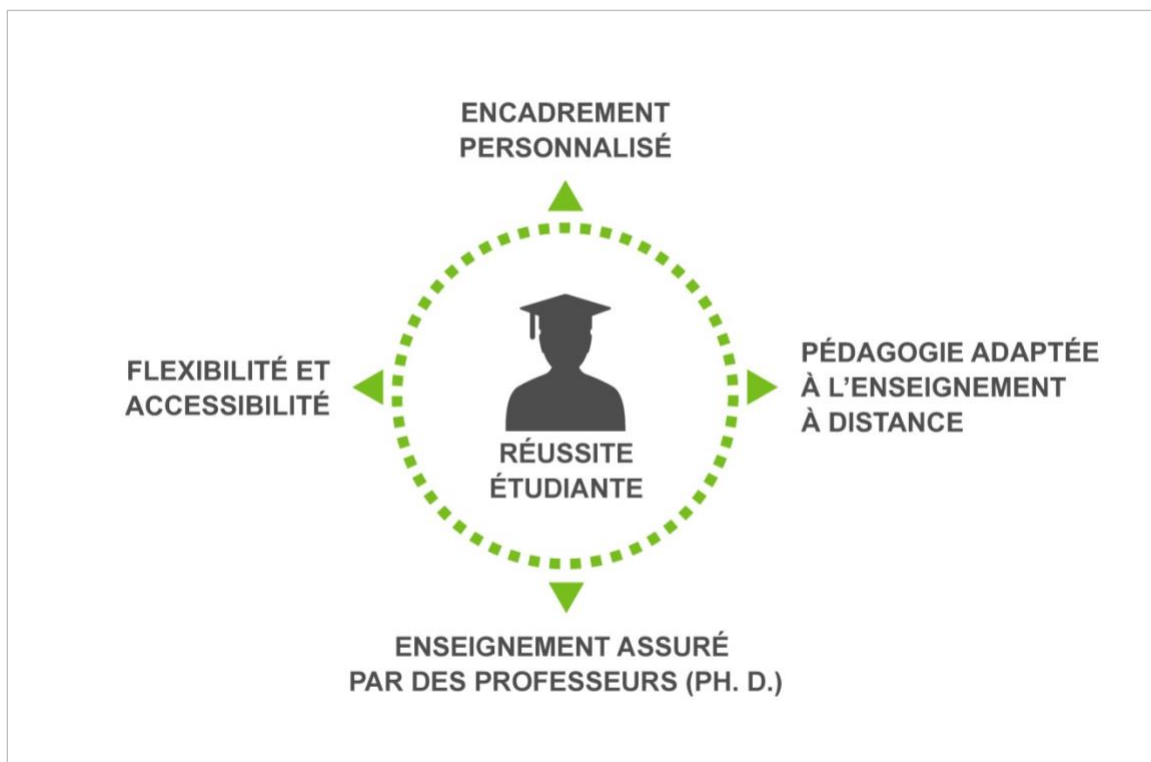 ENCADREMENT
PERSONNALISÉ
FLEXIBILITÉ ET
ACCESSIBILITÉ
RÉUSSITE
ÉTUDIANTE
PÉDAGOGIE ADAPTÉE
À L’ENSEIGNEMENT
À DISTANCE
ENSEIGNEMENT ASSURÉ
PAR DES PROFESSEURS (PH. D.)